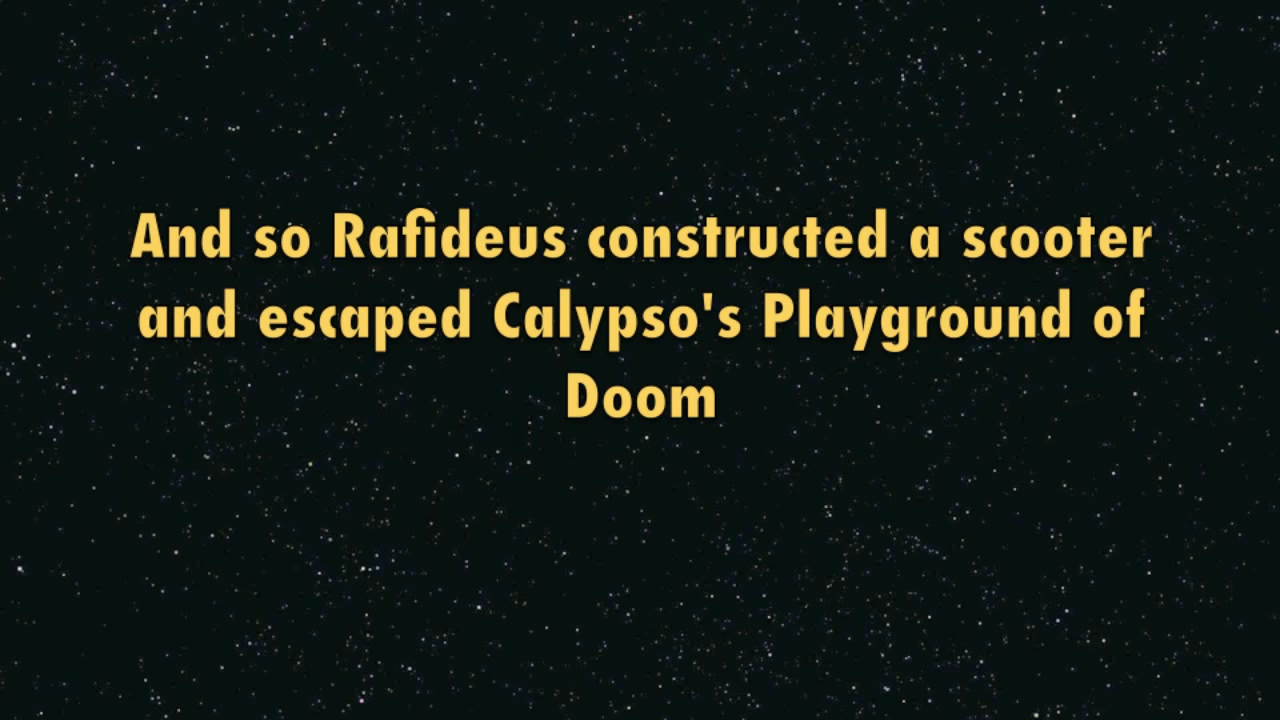 And so Rafideus constructed a scooter
and escaped Calypso's Playground of
Doom